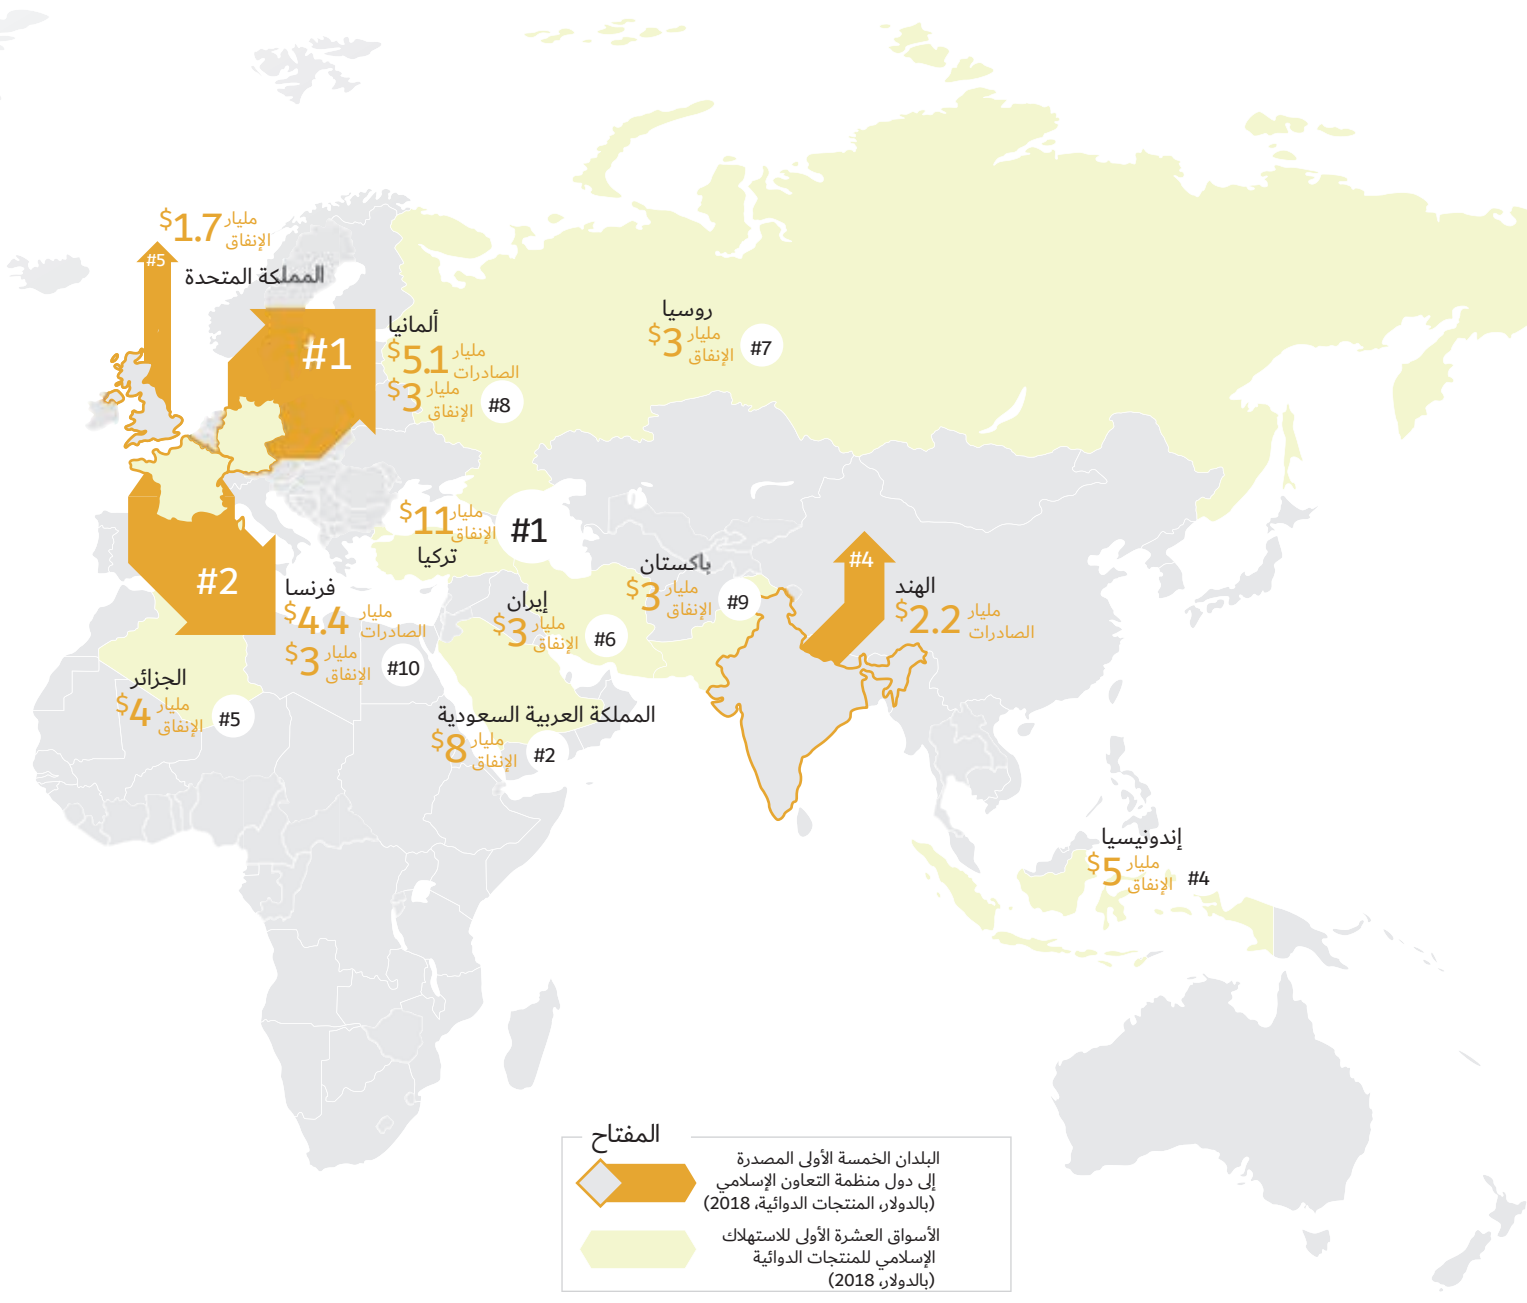 $1.7 مليار
الإنفاق
#5
المملكة المتحدة
#1
ألمانيا
$5.1 مليار
الصادرات
$3 مليار
الإنفاق
#8
روسيا
$3 مليار
الإنفاق
#7
$11 مليار
الإنفاق
#1
تركيا
باكستان
$3 مليار
الإنفاق
#9
#4
الهند
$2.2 مليار
الصادرات
#2
فرنسا
$4.4 مليار
الصادرات
$3 مليار
الإنفاق
#10
إيران
$3 مليار
الإنفاق
#6
الجزائر
$4 مليار
الإنفاق
#5
المملكة العربية السعودية
$8 مليار
الإنفاق
#2
إندونيسيا
$5 مليار
الإنفاق
#4
المفتاح
البلدان الخمسة الأولى المصدرة
إلى دول منظمة التعاون الإسلامي
(بالدولار، المنتجات الدوائية، 2018)
الأسواق العشرة الأولى للاستهلاك
الإسلامي للمنتجات الدوائية
(بالدولار، 2018)